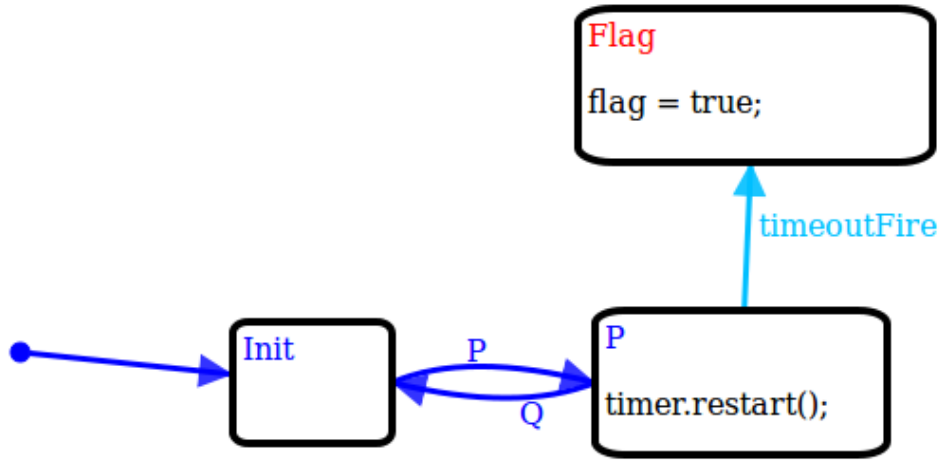 Flag
flag = true;
timeoutFire
Init
P
Q
P
timer.restart();